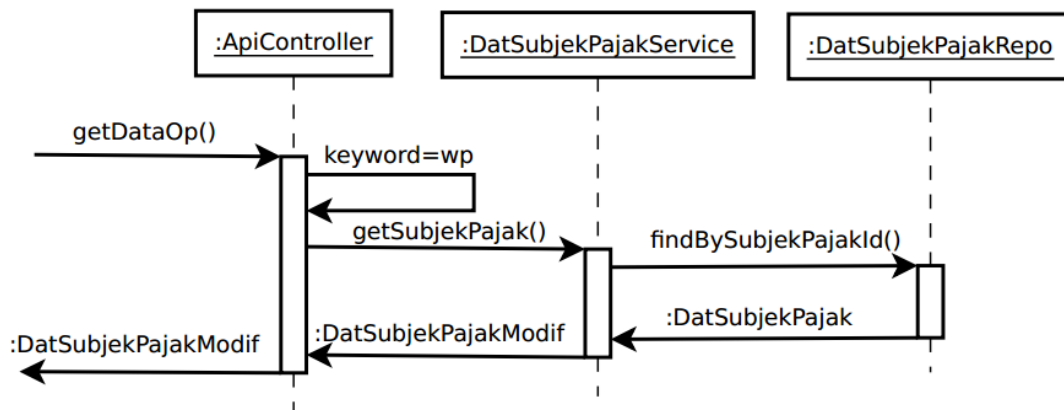 :ApiController
:DatSubjekPajakService
:DatSubjekPajakRepo
getDataOp()
keyword=wp
getSubjekPajak()
findBySubjekPajakId()
:DatSubjekPajak
:DatSubjekPajakModif
:DatSubjekPajakModif